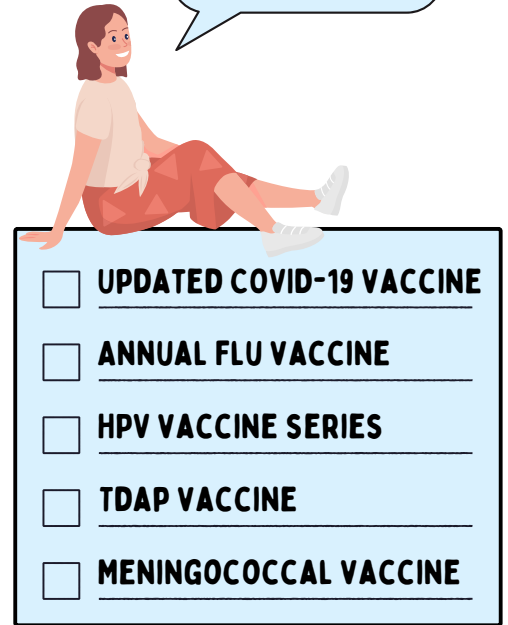 UPDATED COVID-19 VACCINE
ANNUAL FLU VACCINE
HPV VACCINE SERIES
TDAP VACCINE
MENINGOCOCCAL VACCINE